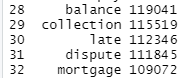 28 balance 119041
29 collection 115519
30 late 112346
31 dispute 111845
32 mortgage 109072